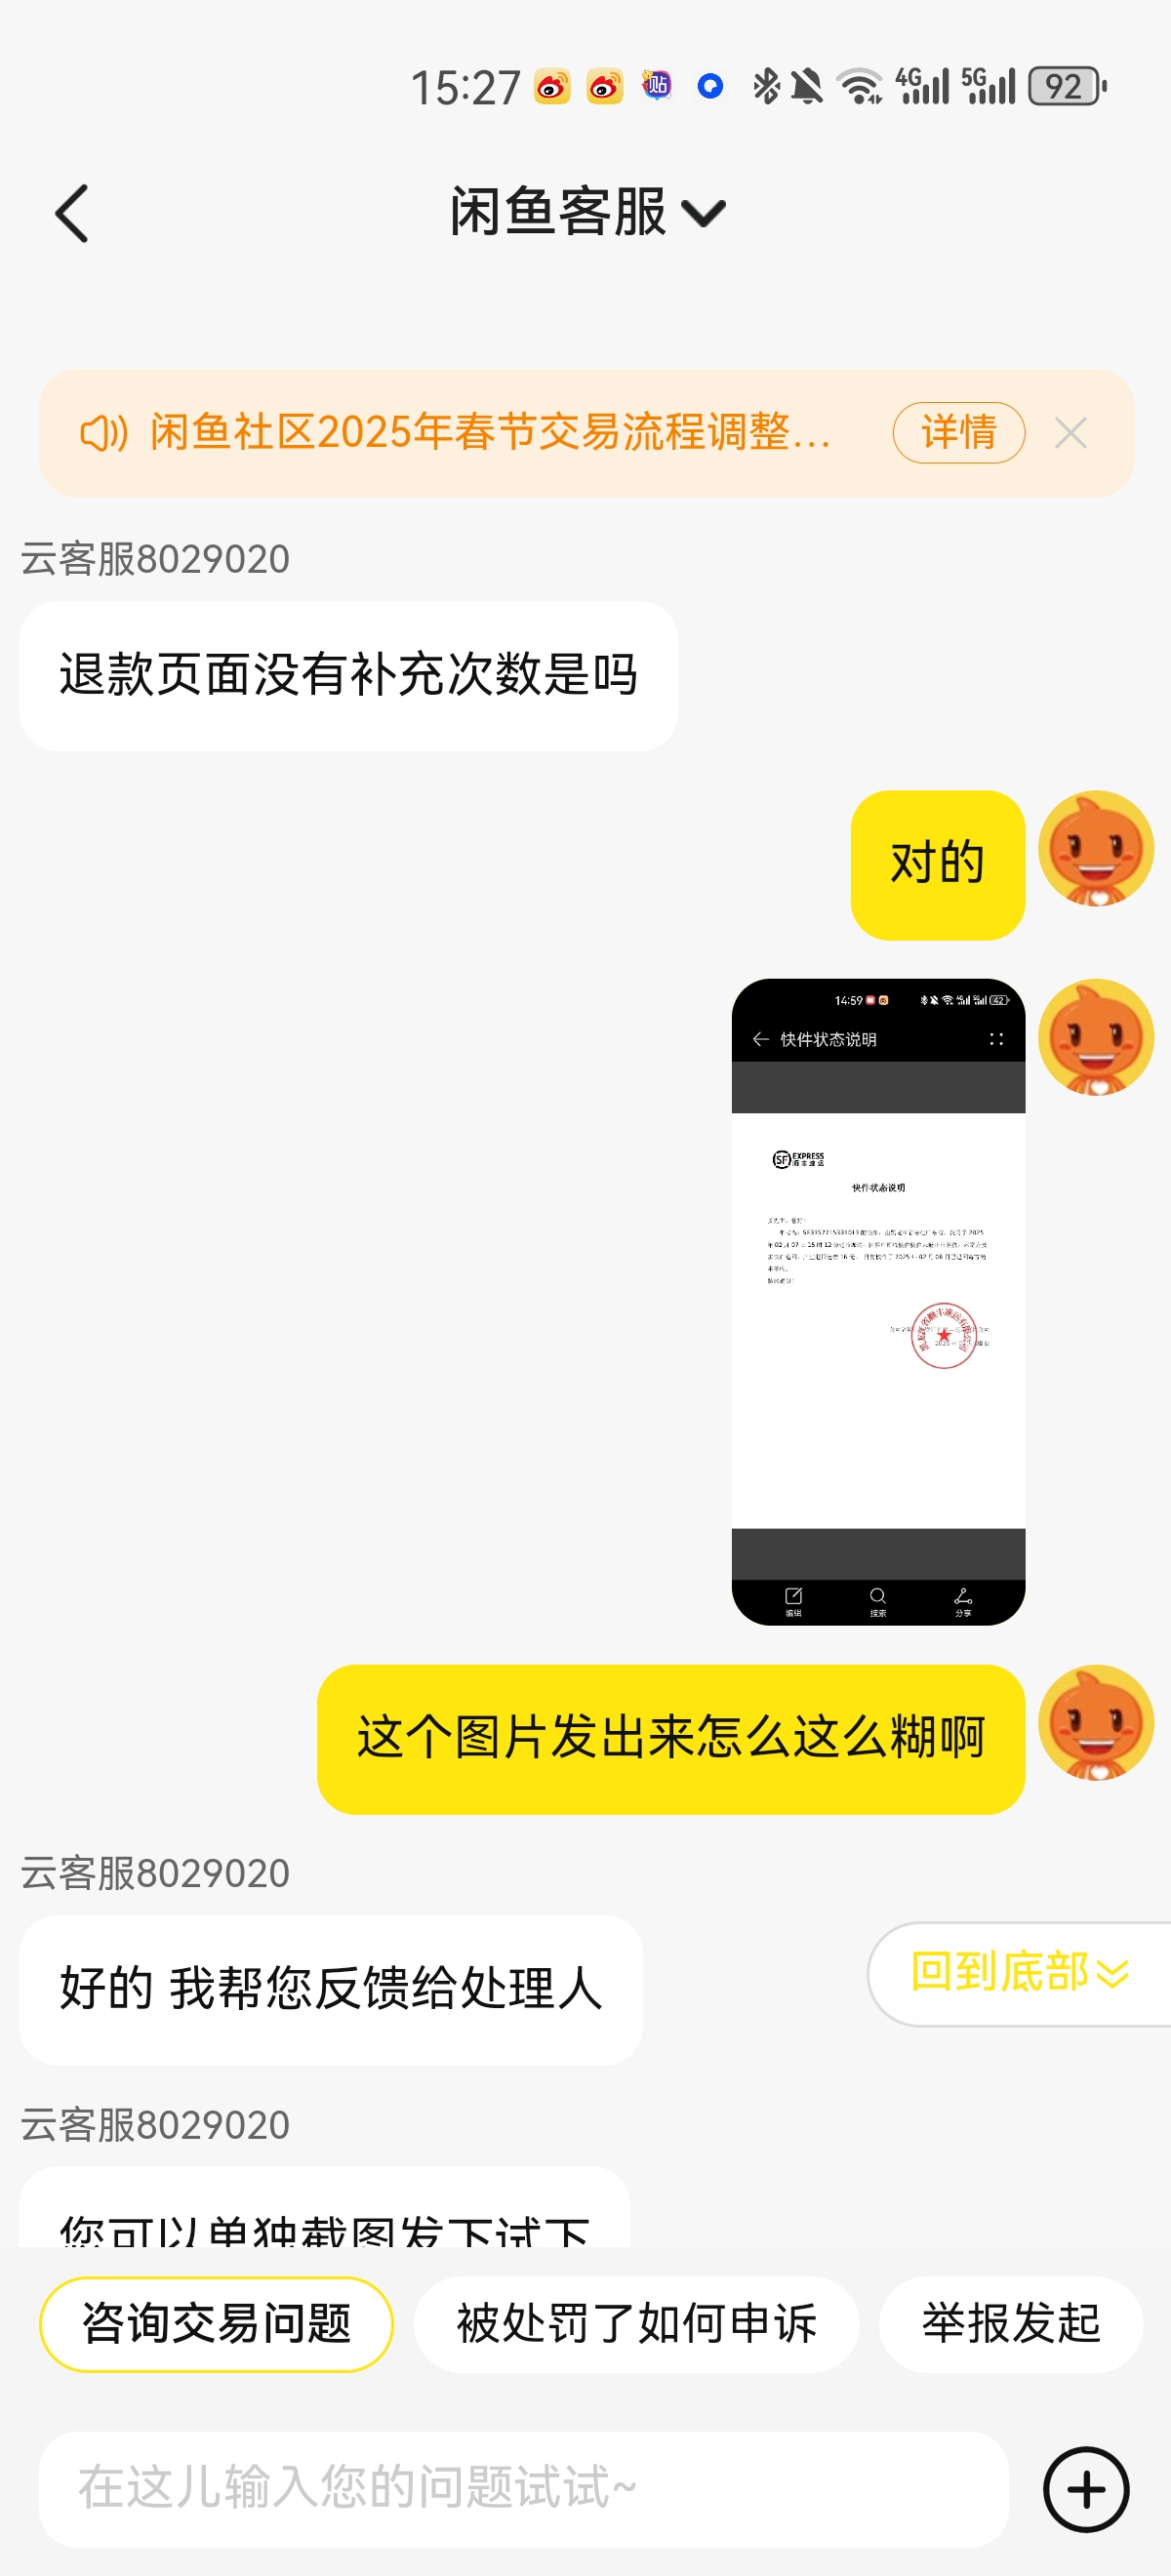 15:27
贴
4G
5G
92
闲鱼客服
闲鱼社区2025年春节交易流程调整...
详情
云客服8029020
退款页面没有补充次数是吗
对的
14:59
42
快件状态说明
SF EXPRESS
快件状态说明
编辑
搜索
分享
这个图片发出来怎么这么糊啊
云客服8029020
好的 我帮您反馈给处理人
回到底部
云客服8029020
您可以单独截图发下试下
咨询交易问题
被处罚了如何申诉
举报发起
在这儿输入您的问题试试~